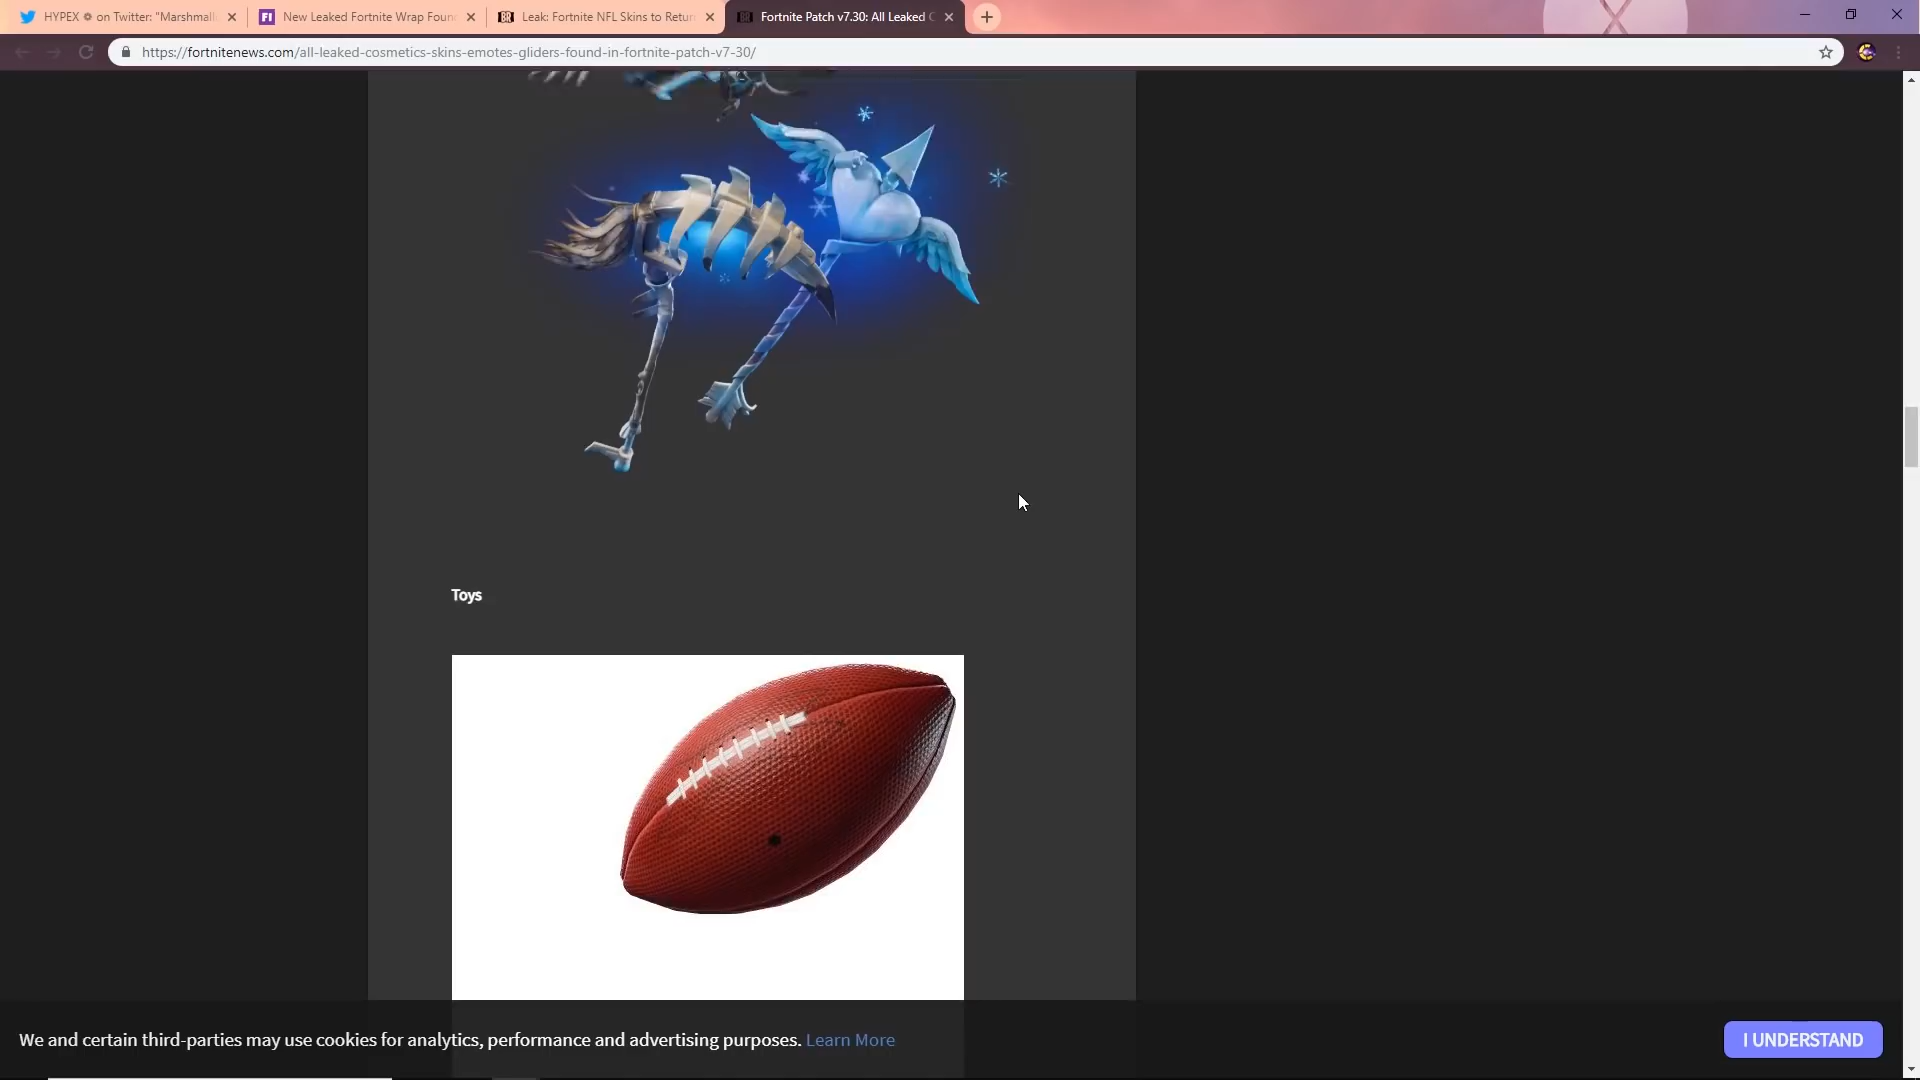 HYPEX ⚙ on Twitter: "Marshmall
New Leaked Fortnite Wrap Foun
Leak: Fortnite NFL Skins to Retur
Fortnite Patch v7.30: All Leaked C
https://fortnitenews.com/all-leaked-cosmetics-skins-emotes-gliders-found-in-fortnite-patch-v7-30/
Toys
We and certain third-parties may use cookies for analytics, performance and advertising purposes. Learn More
I UNDERSTAND